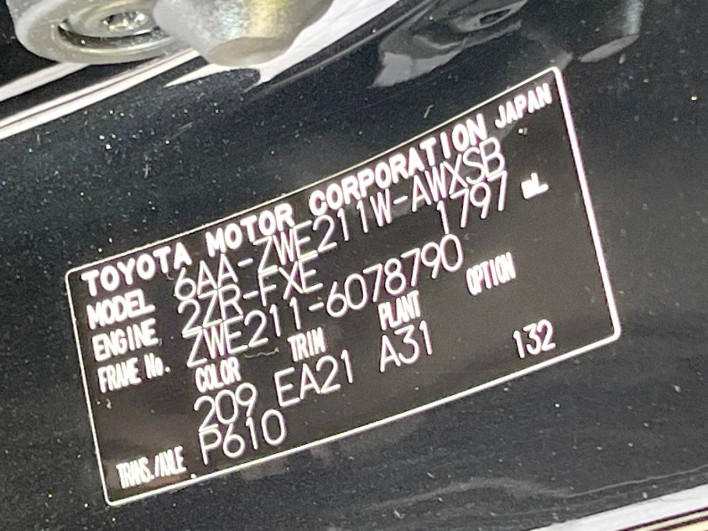 TOYOTA MOTOR CORPORATION JAPAN
MODEL 6AA-ZWE211W-AWXSB
ENGINE 2ZR-FXE 1797 mL
FRAME No. ZWE211-6078790
COLOR TRIM PLANT OPTION
209 EA21 A31 132
TRANS./AXLE P610